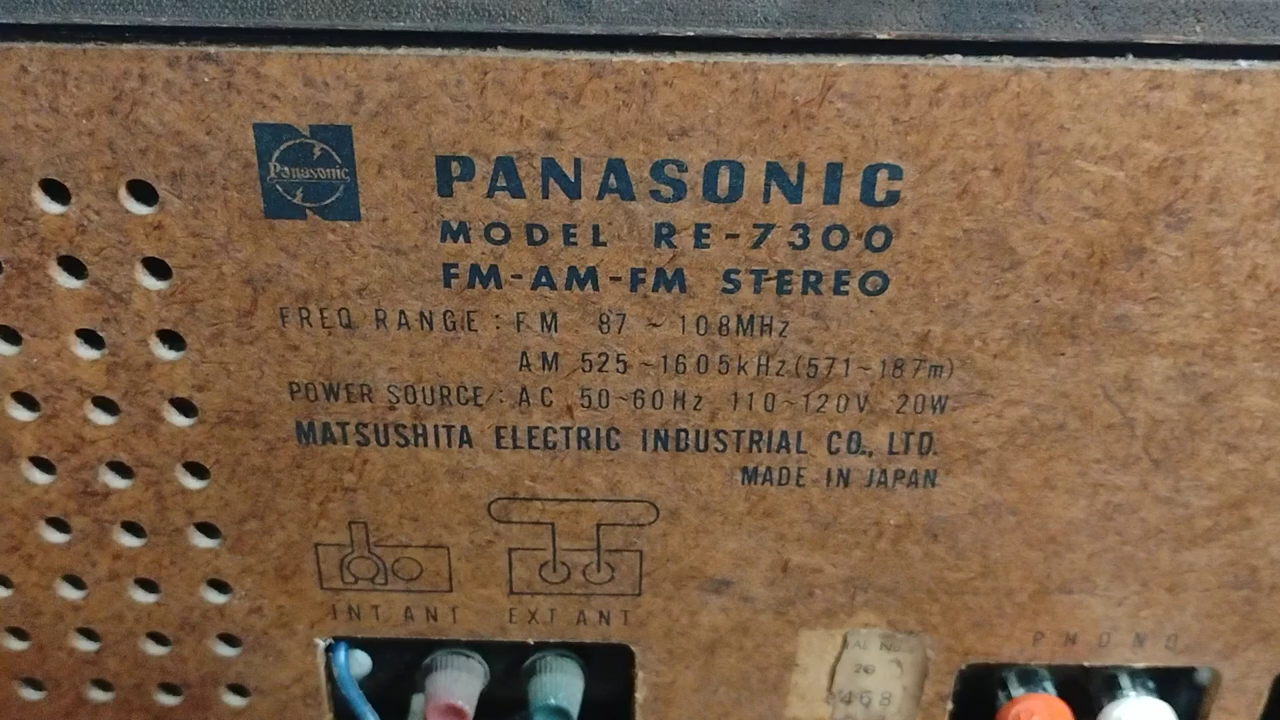 Panasonic
PANASONIC
MODEL RE-7300
FM-AM-FM STEREO
FREQ RANGE : FM 87 ~ 108MHz
AM 525~1605kHz(571~187m)
POWER SOURCE : AC 50~60Hz 110~120V 20W
MATSUSHITA ELECTRIC INDUSTRIAL CO., LTD.
MADE IN JAPAN
INT ANT EXT ANT
PHONO
26
468